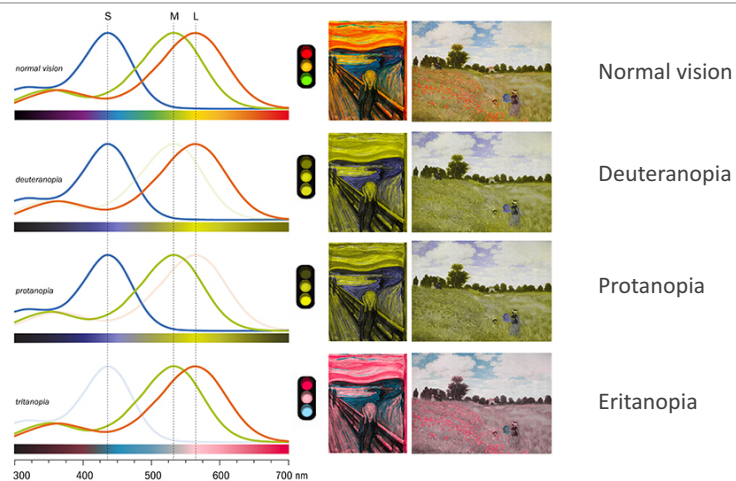 S M L
normal vision
Normal vision
deuteranopia
Deuteranopia
protanopia
Protanopia
tritanopia
Eritanopia
300 400 500 600 700 nm